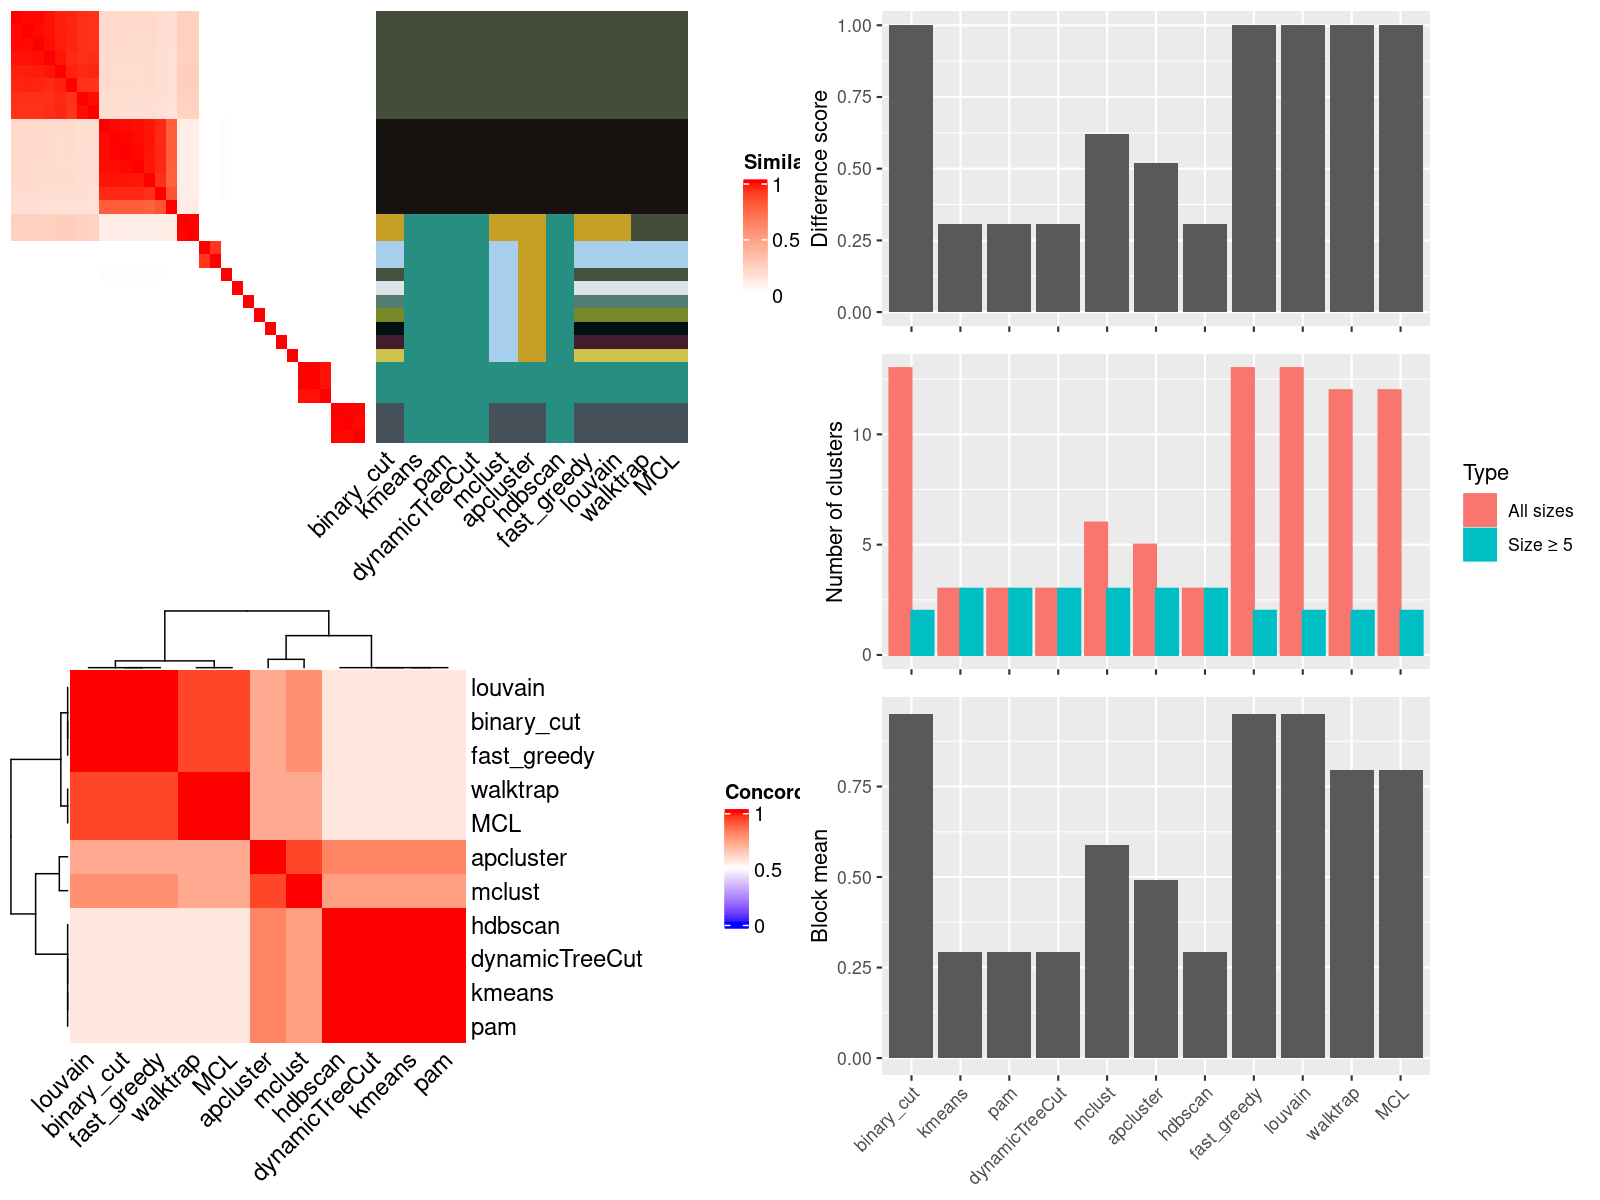 Simila
1
0.5
0
binary_cut
kmeans
pam
dynamicTreeCut
mclust
apcluster
hdbscan
fast_greedy
louvain
walktrap
MCL
louvain
binary_cut
fast_greedy
walktrap
MCL
apcluster
mclust
hdbscan
dynamicTreeCut
kmeans
pam
louvain
binary_cut
fast_greedy
walktrap
MCL
apcluster
mclust
hdbscan
dynamicTreeCut
kmeans
pam
Concord
1
0.5
0
Difference score
1.00
0.75
0.50
0.25
0.00
Number of clusters
10
5
0
Type
All sizes
Size ≥ 5
Block mean
0.75
0.50
0.25
0.00
binary_cut
kmeans
pam
dynamicTreeCut
mclust
apcluster
hdbscan
fast_greedy
louvain
walktrap
MCL